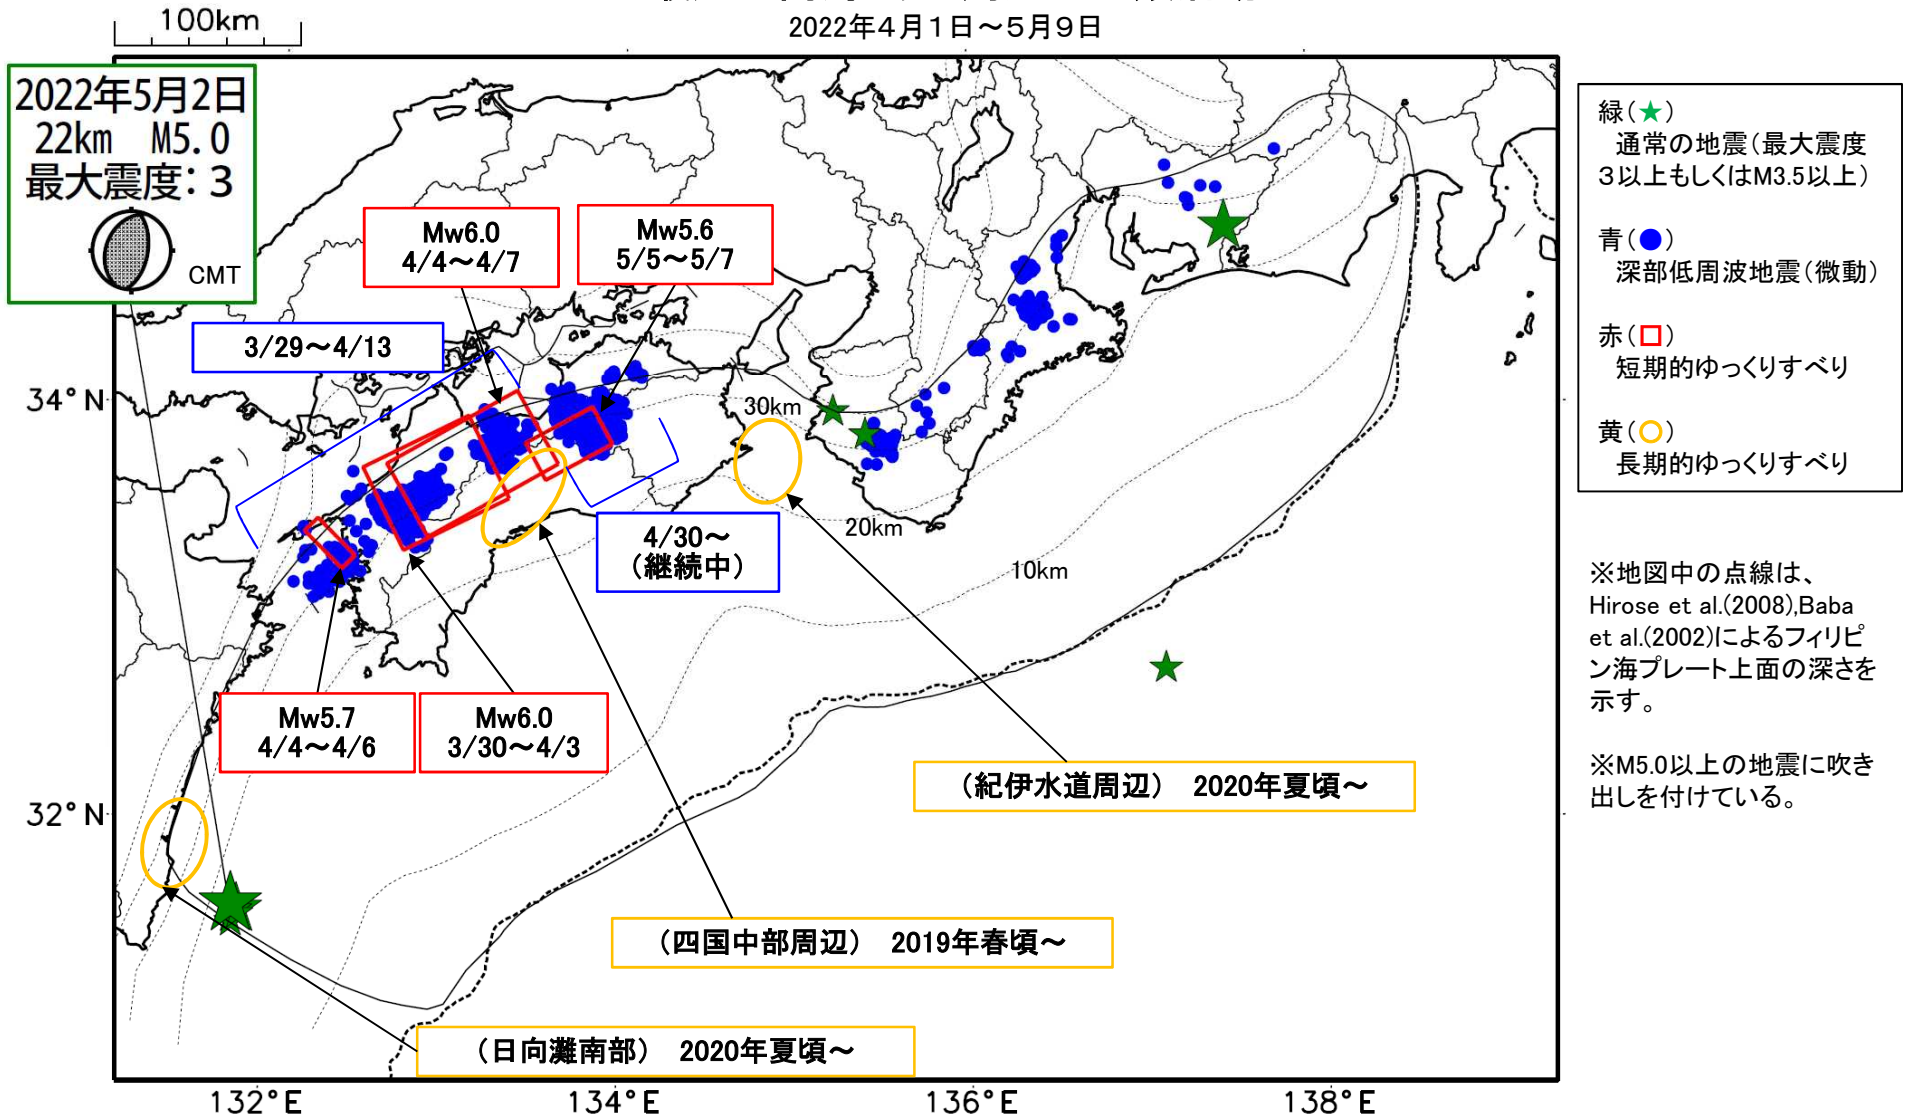 2022年4月1日～5月9日
100km
2022年5月2日
22km M5.0
最大震度：3
CMT
Mw6.0
4/4～4/7
Mw5.6
5/5～5/7
3/29～4/13
34°N
30km
20km
10km
4/30～
（継続中）
Mw5.7
4/4～4/6
Mw6.0
3/30～4/3
（紀伊水道周辺） 2020年夏頃～
32°N
（四国中部周辺） 2019年春頃～
（日向灘南部） 2020年夏頃～
132°E
134°E
136°E
138°E
緑（★）
通常の地震（最大震度
3以上もしくはM3.5以上）
青（●）
深部低周波地震（微動）
赤（□）
短期的ゆっくりすべり
黄（○）
長期的ゆっくりすべり
※地図中の点線は、
Hirose et al.(2008),Baba
et al.(2002)によるフィリピ
ン海プレート上面の深さを
示す。
※M5.0以上の地震に吹き
出しを付けている。